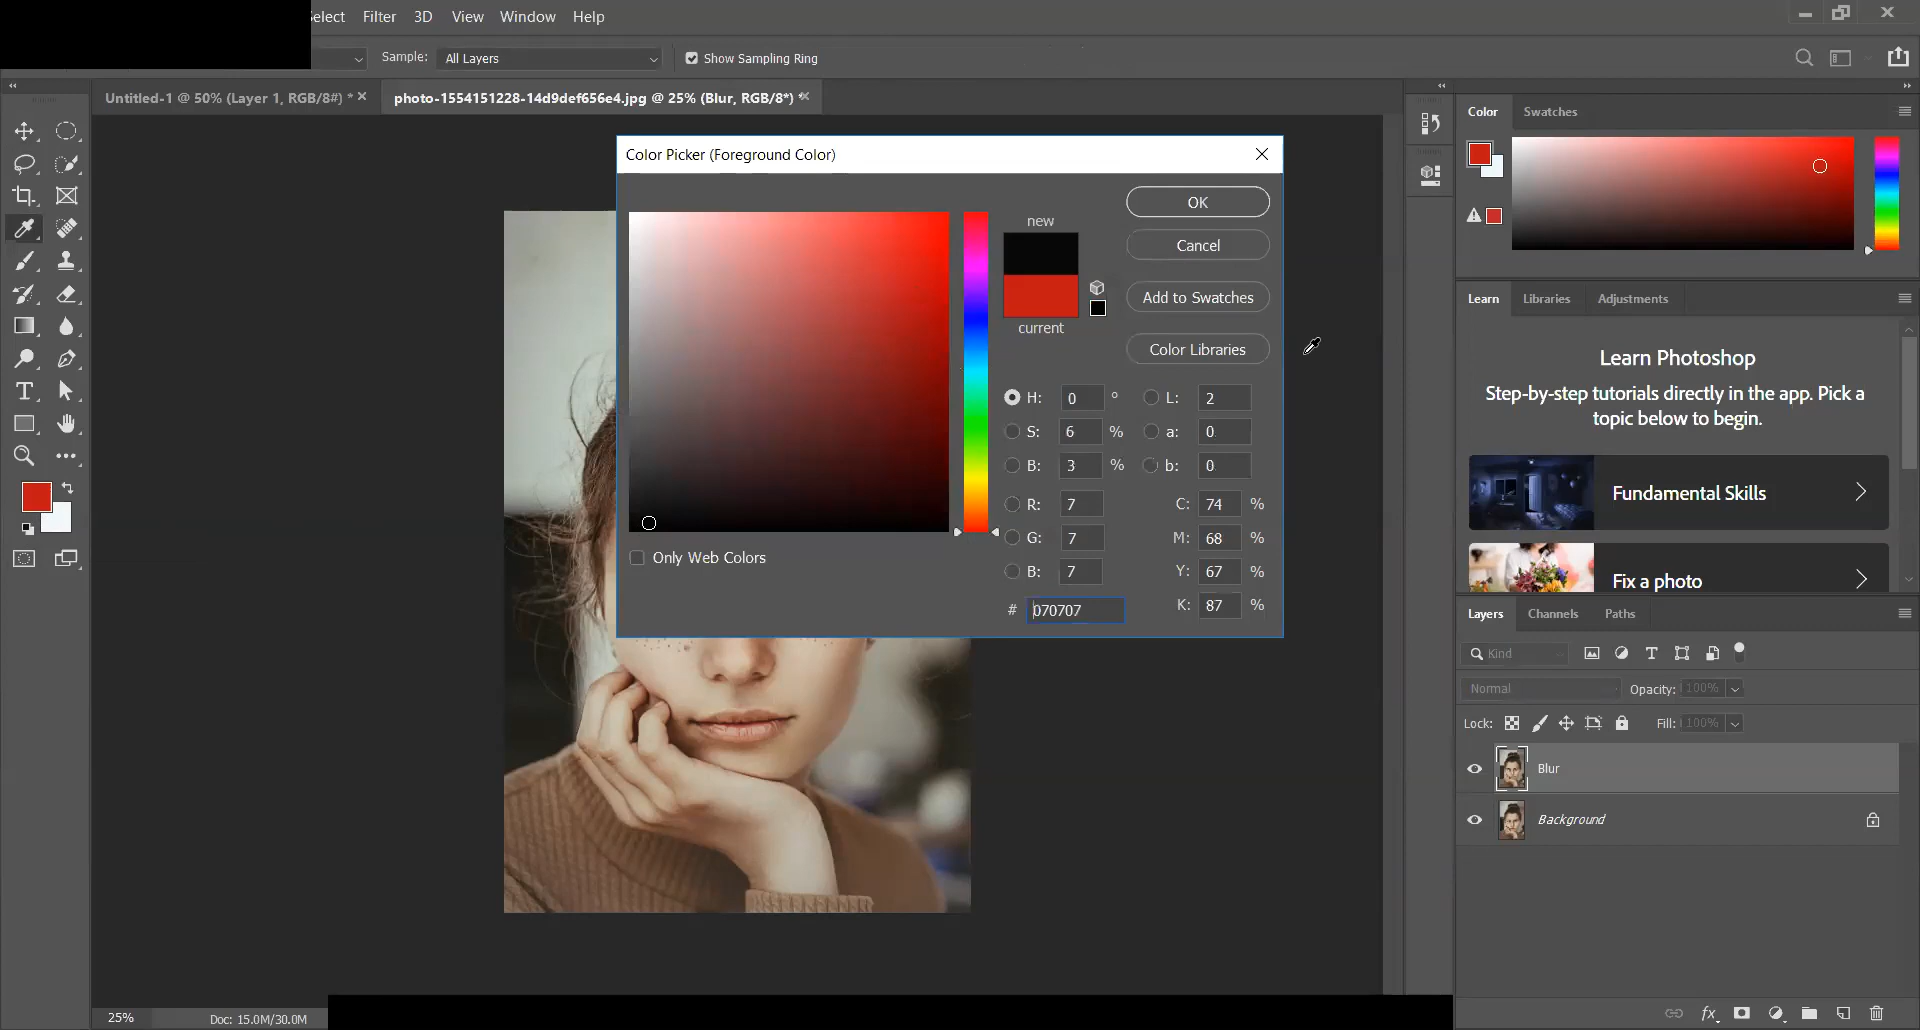 Select Filter 3D View Window Help
Sample: All Layers Show Sampling Ring
Untitled-1 @ 50% (Layer 1, RGB/8#) * ×
photo-1554151228-14d9def656e4.jpg @ 25% (Blur, RGB/8*) * ×
Color Picker (Foreground Color)
OK
Cancel
Add to Swatches
Color Libraries
new
current
H: 0 °
S: 6 %
B: 3 %
R: 7
G: 7
B: 7
# 070707
L: 2
a: 0
b: 0
C: 74 %
M: 68 %
Y: 67 %
K: 87 %
Only Web Colors
Color Swatches
Learn Libraries Adjustments
Learn Photoshop
Step-by-step tutorials directly in the app. Pick a
topic below to begin.
Fundamental Skills
Fix a photo
Layers Channels Paths
Kind
Normal Opacity: 100%
Lock: Fill: 100%
Blur
Background
fx
T
25% Doc: 15.0M/30.0M